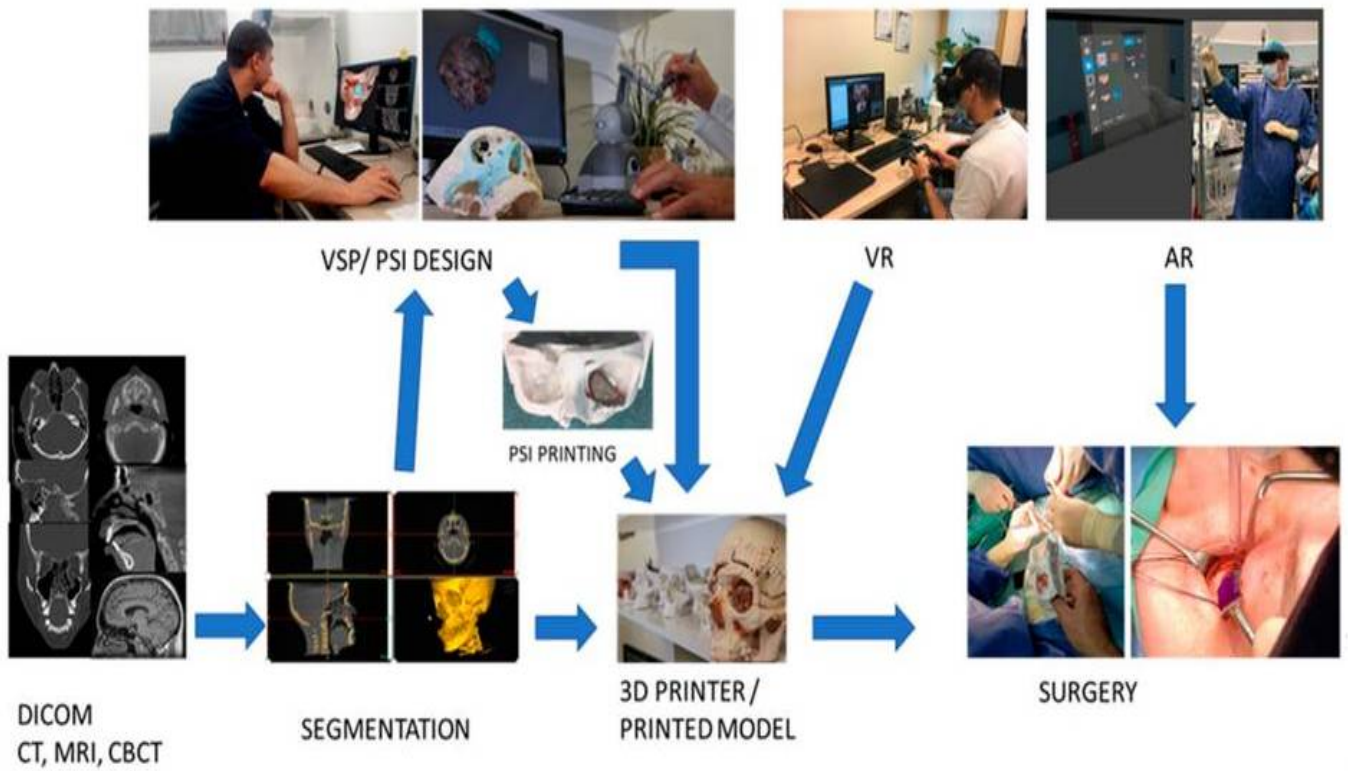 VSP/ PSI DESIGN
VR
AR
PSI PRINTING
DICOM
CT, MRI, CBCT
SEGMENTATION
3D PRINTER /
PRINTED MODEL
SURGERY